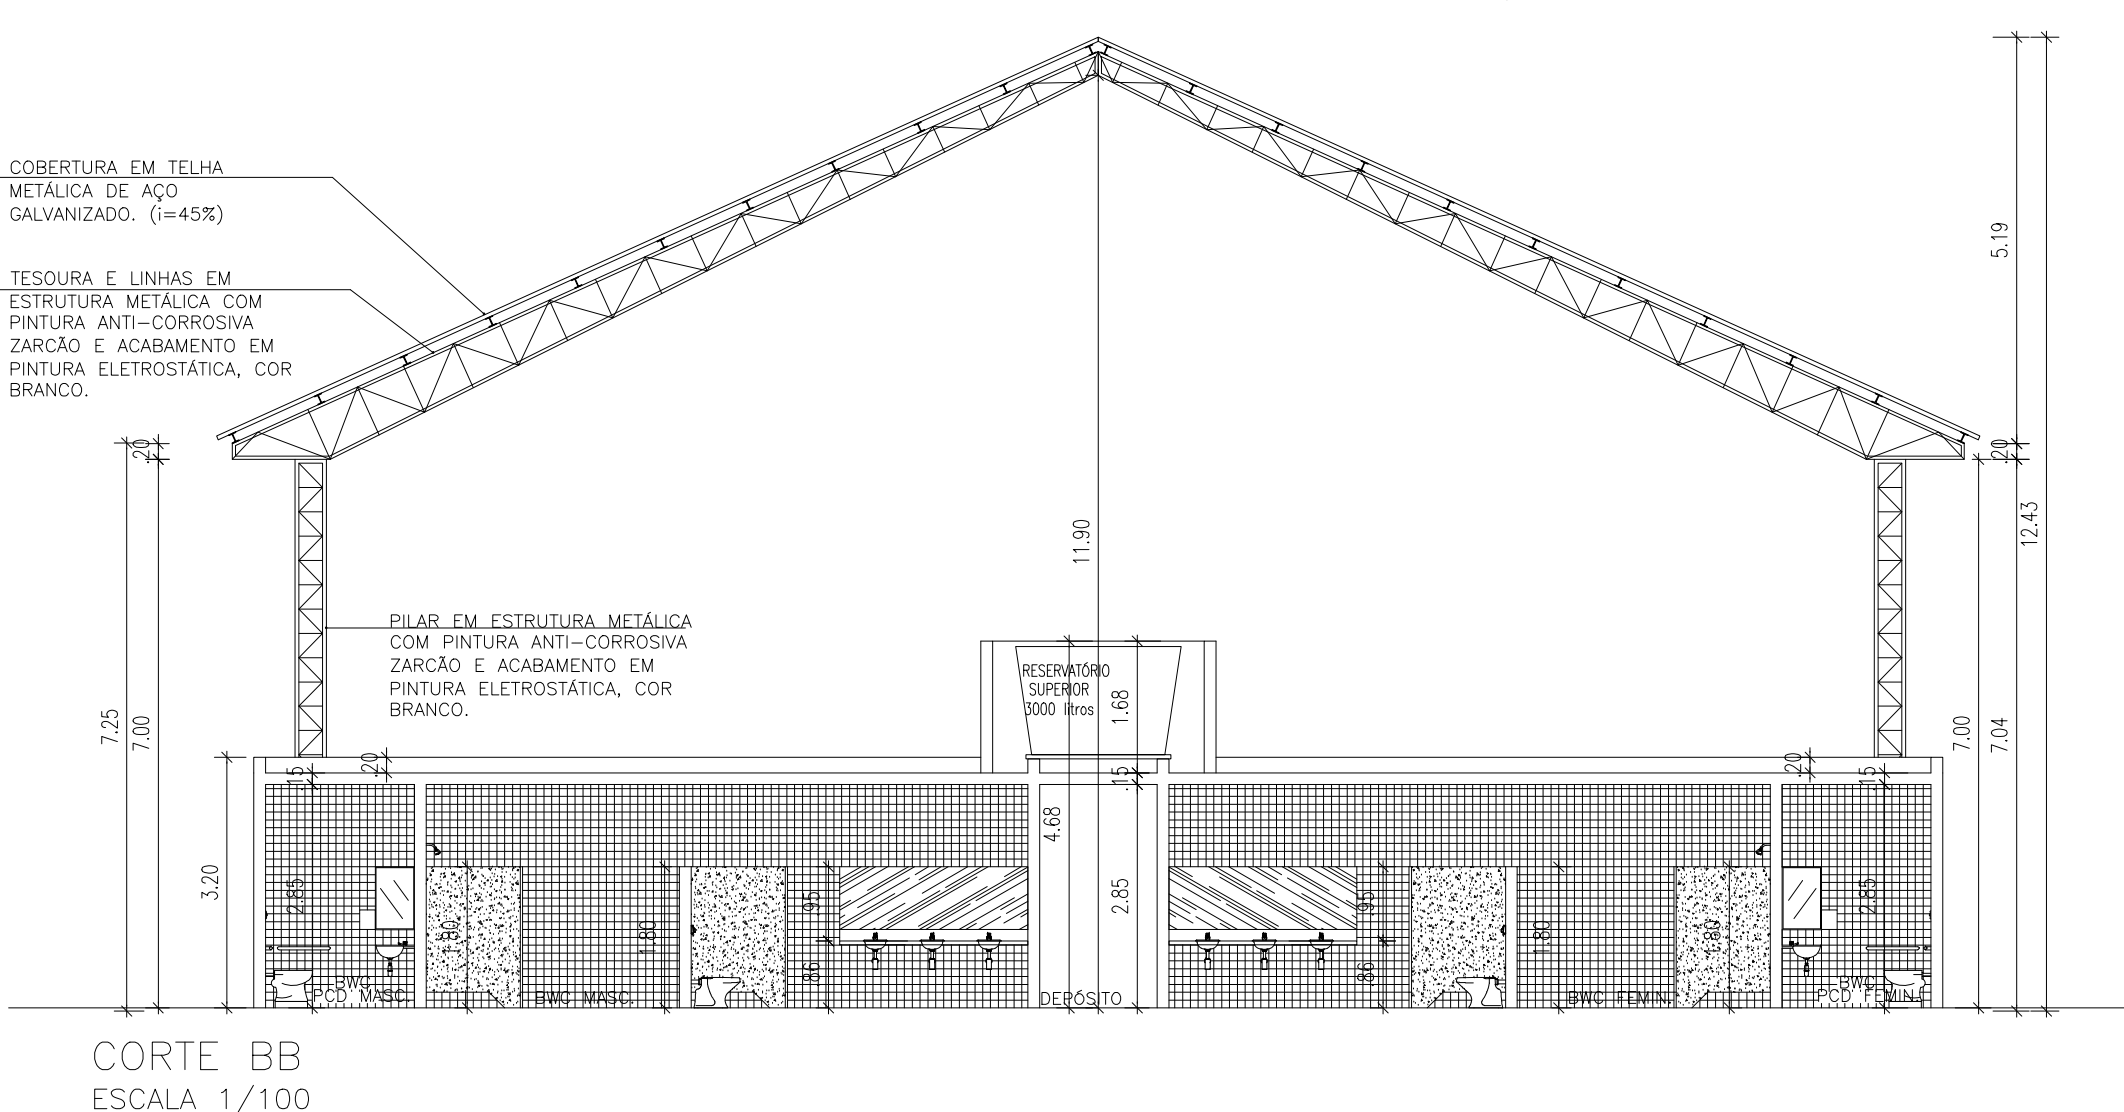 COBERTURA EM TELHA
METÁLICA DE AÇO
GALVANIZADO. (i=45%)
TESOURA E LINHAS EM
ESTRUTURA METÁLICA COM
PINTURA ANTI-CORROSIVA
ZARCÃO E ACABAMENTO EM
PINTURA ELETROSTÁTICA, COR
BRANCO.
5.19
.20
.20
12.43
11.90
PILAR EM ESTRUTURA METÁLICA
COM PINTURA ANTI-CORROSIVA
ZARCÃO E ACABAMENTO EM
PINTURA ELETROSTÁTICA, COR
BRANCO.
RESERVATÓRIO
SUPERIOR
3000 litros
1.68
7.25
7.00
7.00
7.04
.15
.20
.15
.20
.15
4.68
3.20
2.85
1.80
1.80
.95
.86
2.85
.95
.86
1.80
1.80
2.85
BWC
PCD MASC.
BWC MASC.
DEPÓSITO
BWC FEMIN.
BWC
PCD FEMIN.
CORTE BB
ESCALA 1/100